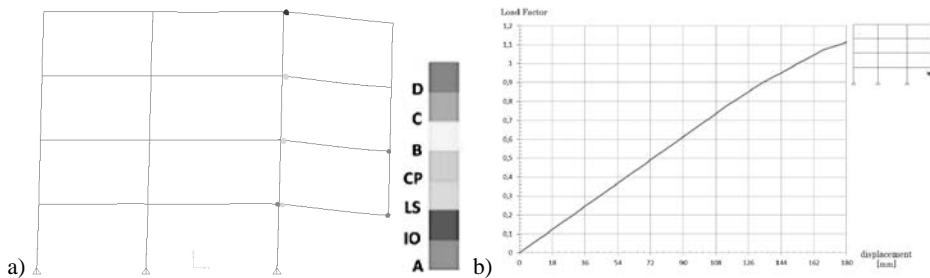 a)
D
C
B
CP
LS
IO
A
b)
Load Factor
1,2
1,1
1
0,9
0,8
0,7
0,6
0,5
0,4
0,3
0,2
0,1
0
0 18 36 54 72 90 108 126 144 162 180
displacement
[mm]